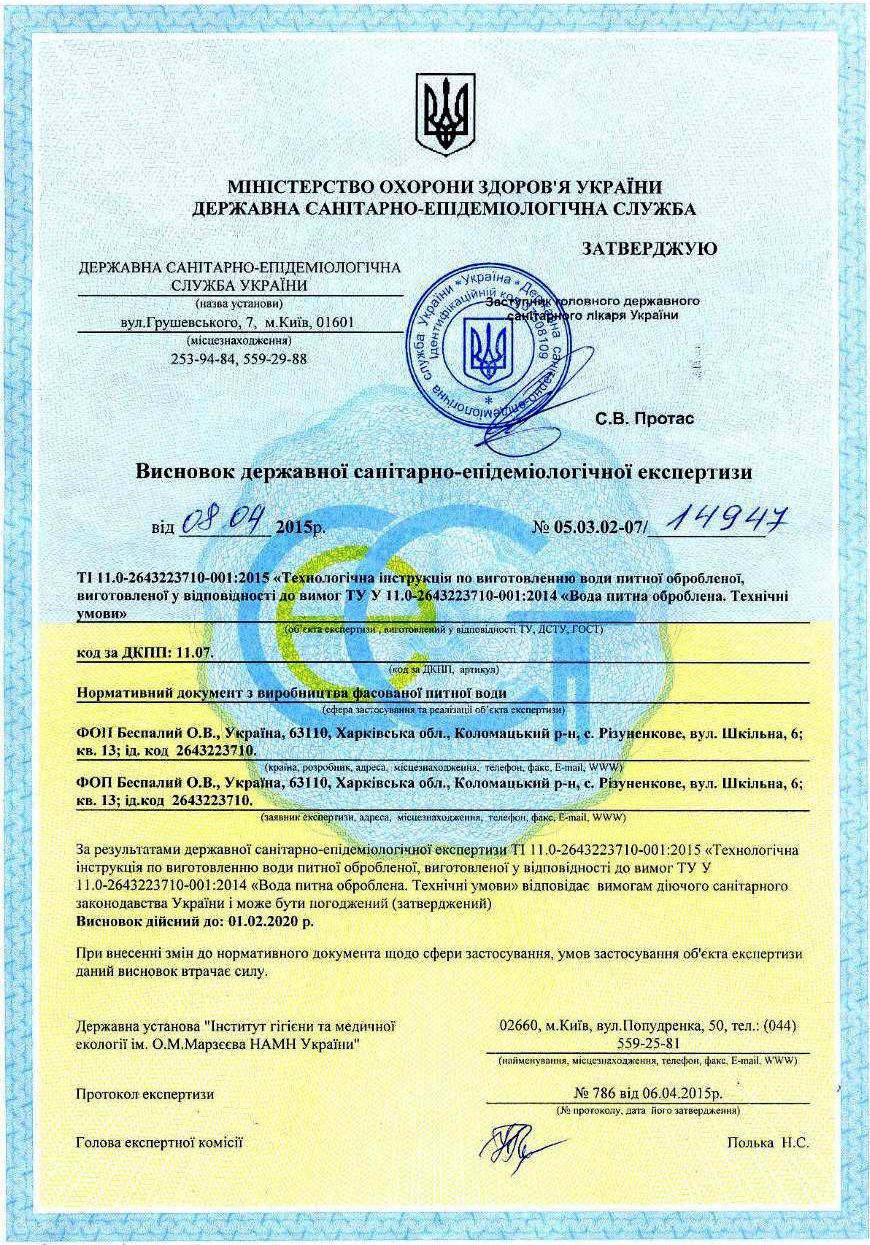 МІНІСТЕРСТВО ОХОРОНИ ЗДОРОВ'Я УКРАЇНИ
ДЕРЖАВНА САНІТАРНО-ЕПІДЕМІОЛОГІЧНА СЛУЖБА
ЗАТВЕРДЖУЮ
ДЕРЖАВНА САНІТАРНО-ЕПІДЕМІОЛОГІЧНА
СЛУЖБА УКРАЇНИ
(назва установи)
вул.Грушевського, 7, м.Київ, 01601
(місцезнаходження)
253-94-84, 559-29-88
Заступник головного державного
санітарного лікаря України
Україна * Державна санітарно-епідеміологічна служба України *
Ідентифікаційний код
С.В. Протас
Висновок державної санітарно-епідеміологічної експертизи
від 08 04 2015р.
№ 05.03.02-07/ 14947
ТІ 11.0-2643223710-001:2015 «Технологічна інструкція по виготовленню води питної обробленої,
виготовленої у відповідності до вимог ТУ У 11.0-2643223710-001:2014 «Вода питна оброблена. Технічні
умови»
(об'єкта експертизи , виготовлений у відповідності ТУ, ДСТУ, ГОСТ)
код за ДКПП: 11.07.
(код за ДКПП, артикул)
Нормативний документ з виробництва фасованої питної води
(сфера застосування та реалізації об'єкта експертизи)
ФОП Беспалий О.В., Україна, 63110, Харківська обл., Коломацький р-н, с. Різуненкове, вул. Шкільна, 6;
кв. 13; ід. код 2643223710.
(країна, розробник, адреса, місцезнаходження, телефон, факс, E-mail, WWW)
ФОП Беспалий О.В., Україна, 63110, Харківська обл., Коломацький р-н, с. Різуненкове, вул. Шкільна, 6;
кв. 13; ід.код 2643223710.
(заявник експертизи, адреса, місцезнаходження, телефон, факс, E-mail, WWW)
За результатами державної санітарно-епідеміологічної експертизи ТІ 11.0-2643223710-001:2015 «Технологічна
інструкція по виготовленню води питної обробленої, виготовленої у відповідності до вимог ТУ У
11.0-2643223710-001:2014 «Вода питна оброблена. Технічні умови» відповідає вимогам діючого санітарного
законодавства України і може бути погоджений (затверджений)
Висновок дійсний до: 01.02.2020 р.
При внесенні змін до нормативного документа щодо сфери застосування, умов застосування об'єкта експертизи
даний висновок втрачає силу.
Державна установа "Інститут гігієни та медичної
екології ім. О.М.Марзєєва НАМН України"
02660, м.Київ, вул.Попудренка, 50, тел.: (044)
559-25-81
(найменування, місцезнаходження, телефон, факс, E-mail, WWW)
Протокол експертизи
№ 786 від 06.04.2015р.
(№ протоколу, дата його затвердження)
Голова експертної комісії
Полька Н.С.